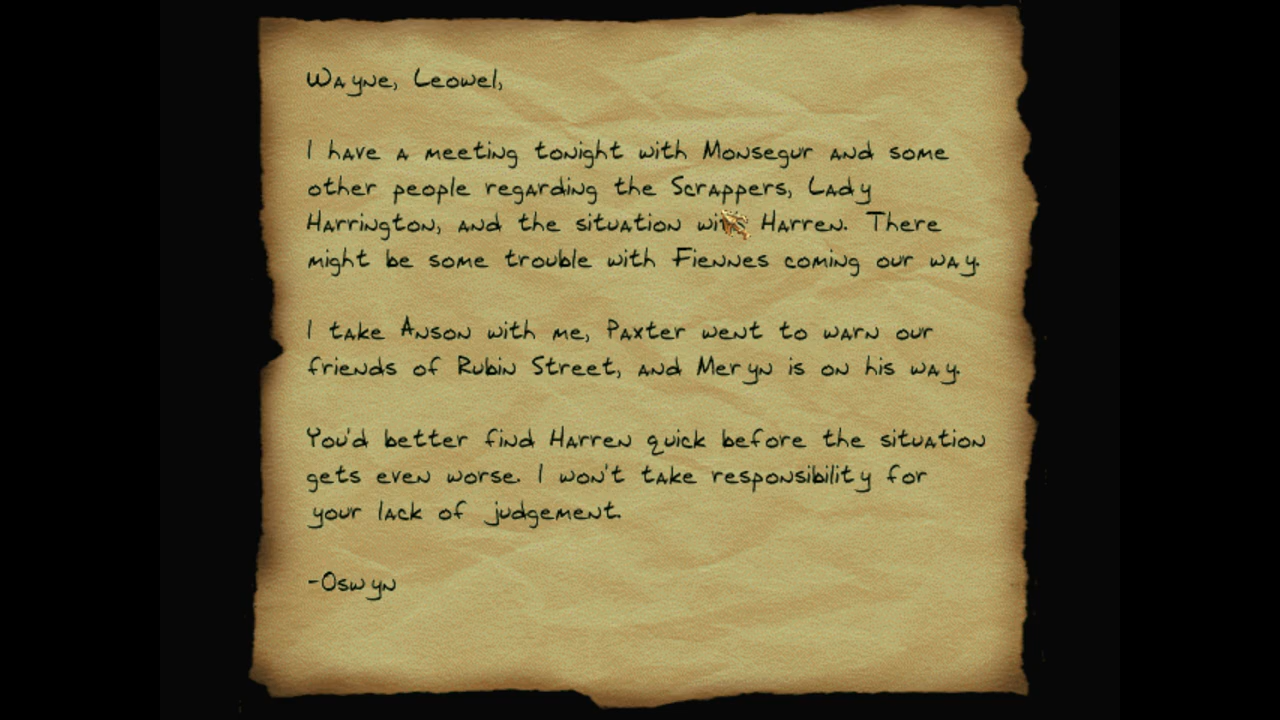 Wayne, Leowel,
I have a meeting tonight with Monsegur and some
other people regarding the Scrappers, Lady
Harrington, and the situation with Harren. There
might be some trouble with Fiennes coming our way.
I take Anson with me, Paxter went to warn our
friends of Rubin Street, and Meryn is on his way.
You'd better find Harren quick before the situation
gets even worse. I won't take responsibility for
your lack of judgement.
-Oswyn